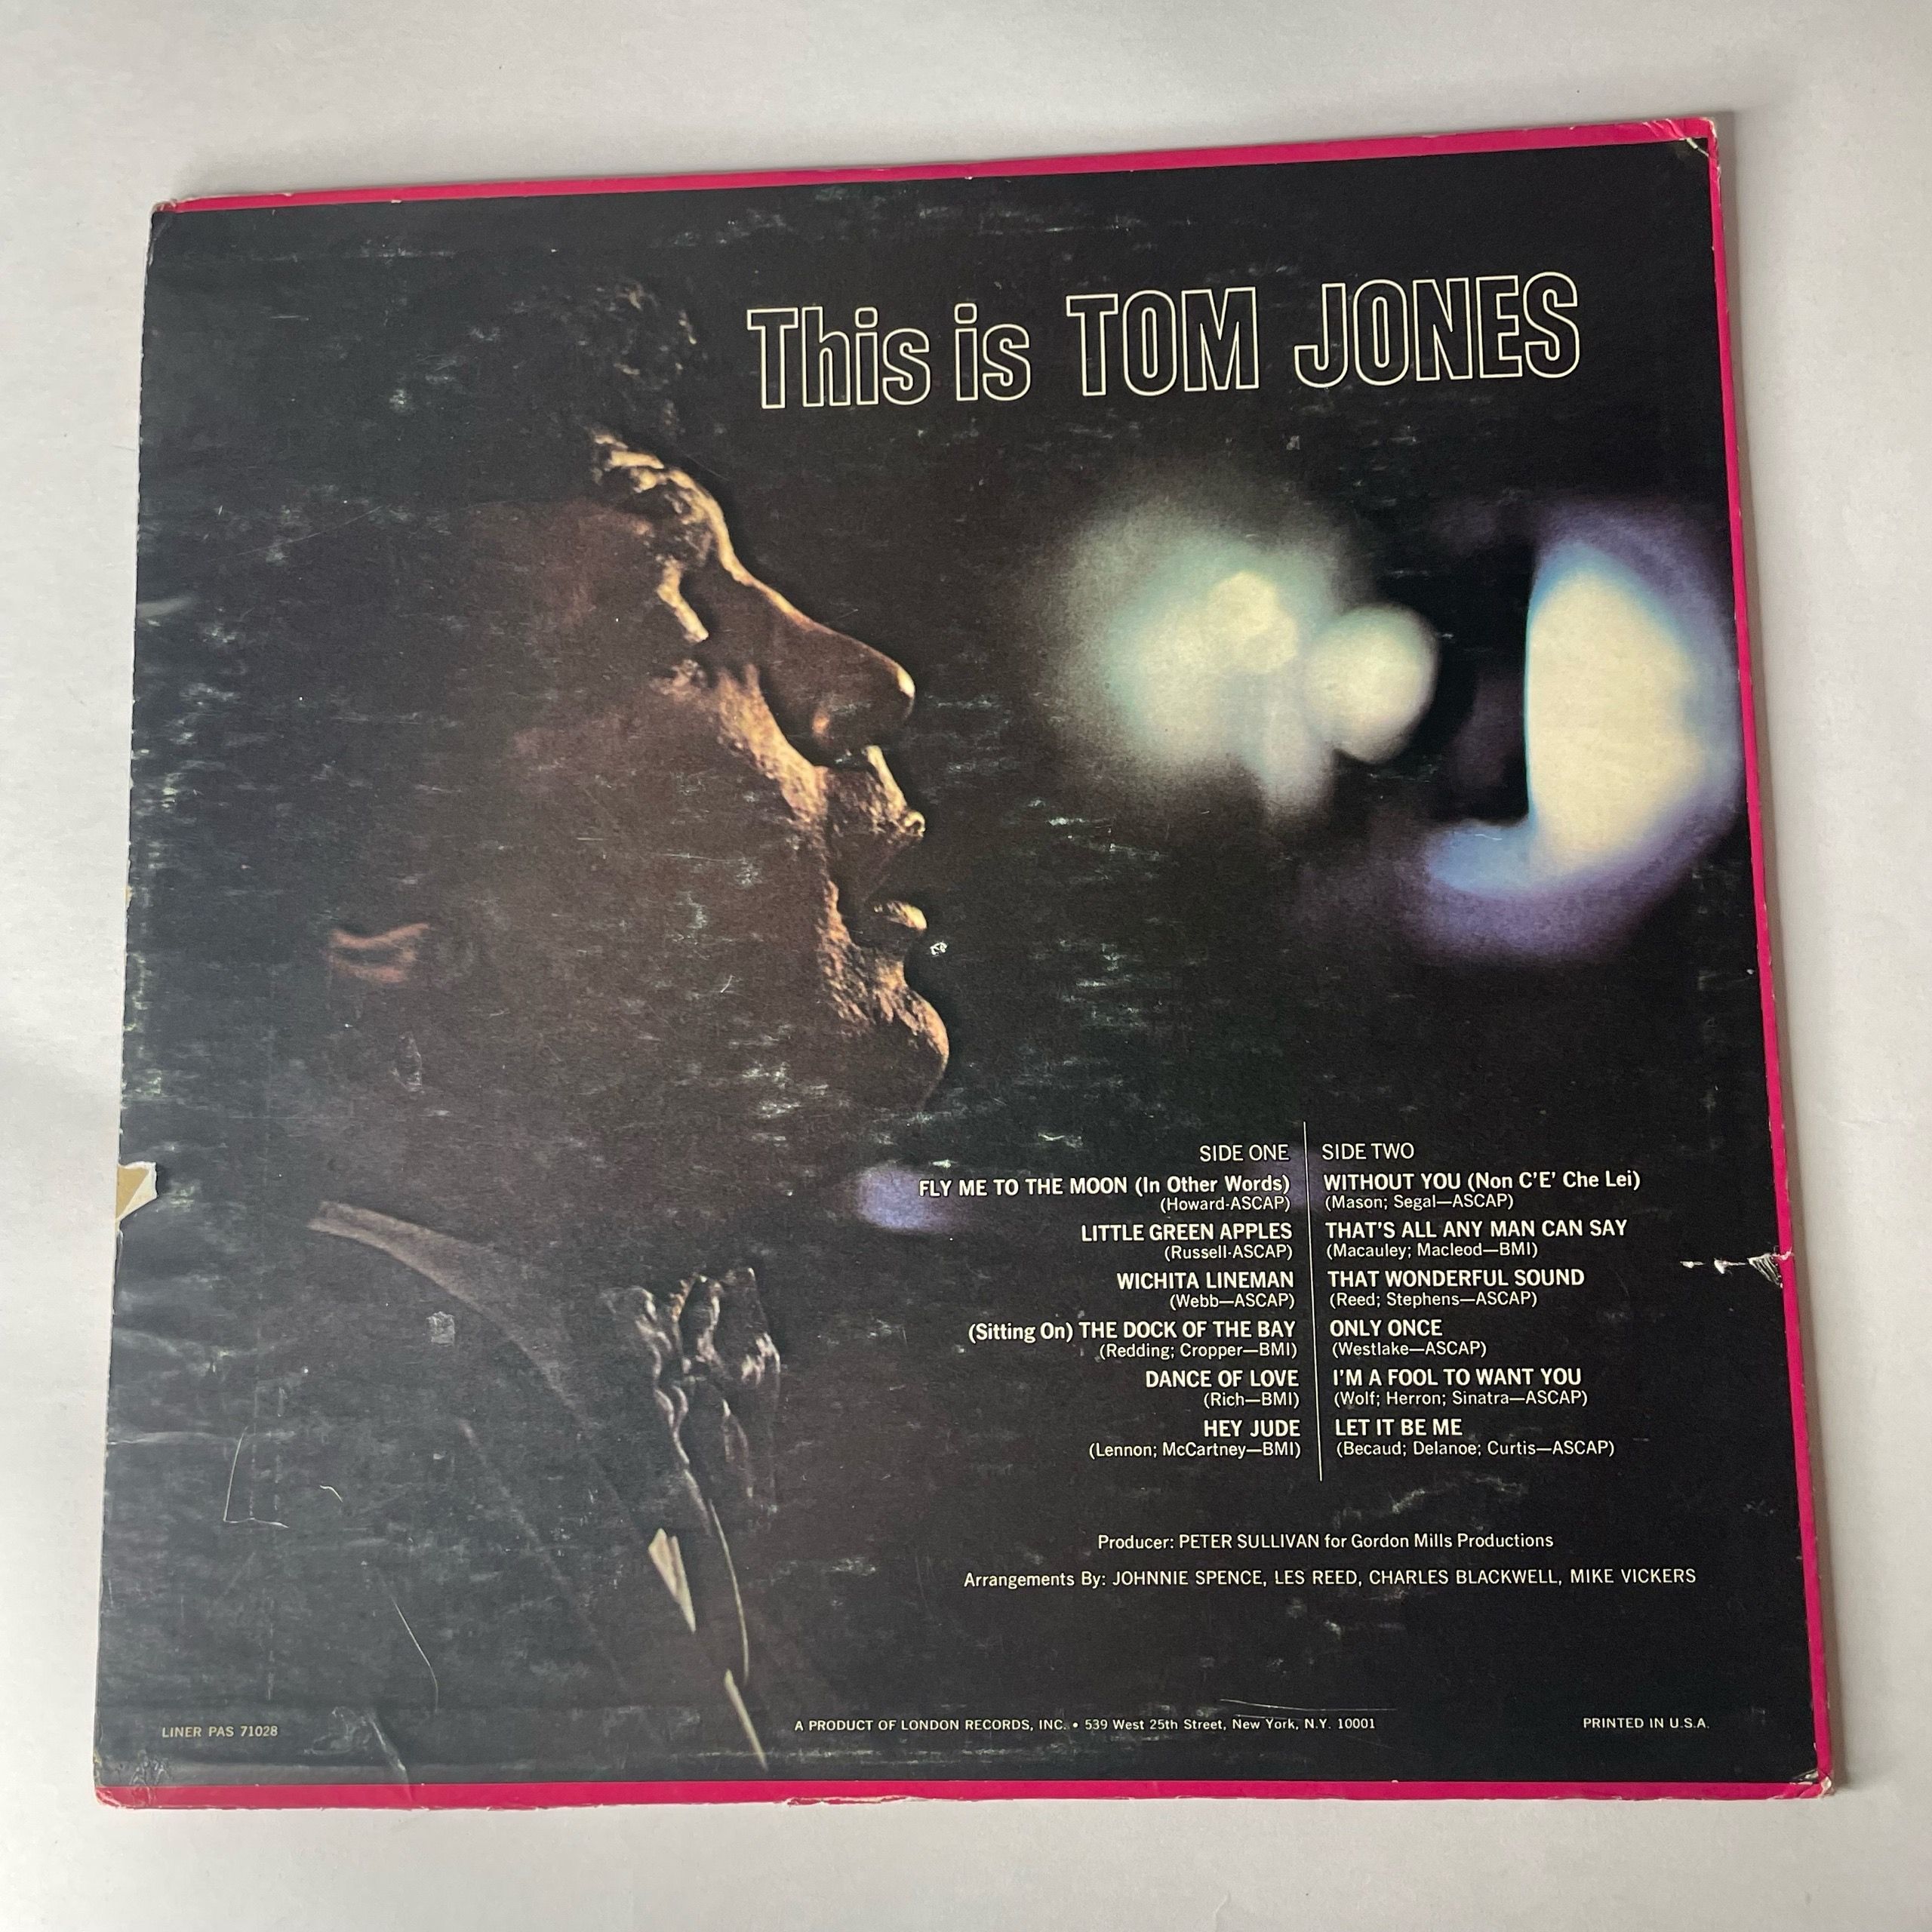 This is TOM JONES
SIDE ONE
FLY ME TO THE MOON (In Other Words)
(Howard-ASCAP)
LITTLE GREEN APPLES
(Russell-ASCAP)
WICHITA LINEMAN
(Webb—ASCAP)
(Sitting On) THE DOCK OF THE BAY
(Redding; Cropper—BMI)
DANCE OF LOVE
(Rich—BMI)
HEY JUDE
(Lennon; McCartney—BMI)
SIDE TWO
WITHOUT YOU (Non C'E' Che Lei)
(Mason; Segal—ASCAP)
THAT'S ALL ANY MAN CAN SAY
(Macauley; Macleod—BMI)
THAT WONDERFUL SOUND
(Reed; Stephens—ASCAP)
ONLY ONCE
(Westlake—ASCAP)
I'M A FOOL TO WANT YOU
(Wolf; Herron; Sinatra—ASCAP)
LET IT BE ME
(Becaud; Delanoe; Curtis—ASCAP)
Producer: PETER SULLIVAN for Gordon Mills Productions
Arrangements By: JOHNNIE SPENCE, LES REED, CHARLES BLACKWELL, MIKE VICKERS
LINER PAS 71028
A PRODUCT OF LONDON RECORDS, INC. • 539 West 25th Street, New York, N.Y. 10001
PRINTED IN U.S.A.